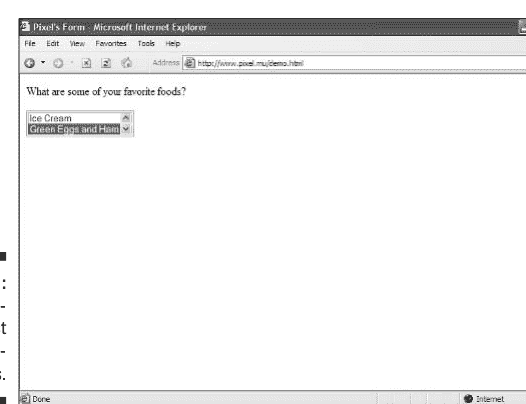 Pixel's Form - Microsoft Internet Explorer
File Edit View Favorites Tools Help
Address http://www.pixel.mu/demo.html
What are some of your favorite foods?
Ice Cream
Green Eggs and Ham
:
-
t
-
s.
Done Internet